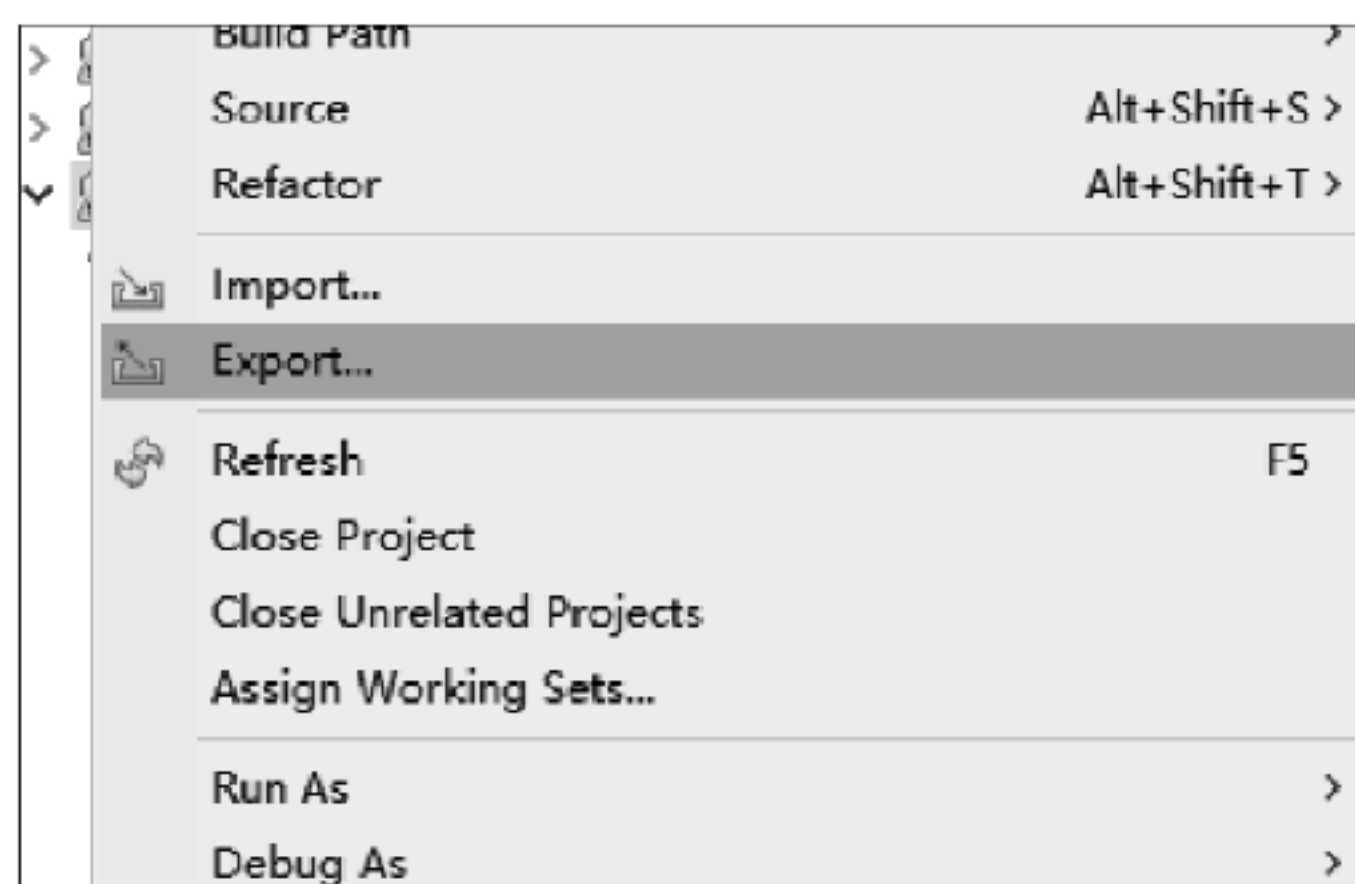 Build Path
Source Alt+Shift+S >
Refactor Alt+Shift+T >
Import...
Export...
Refresh F5
Close Project
Close Unrelated Projects
Assign Working Sets...
Run As
Debug As